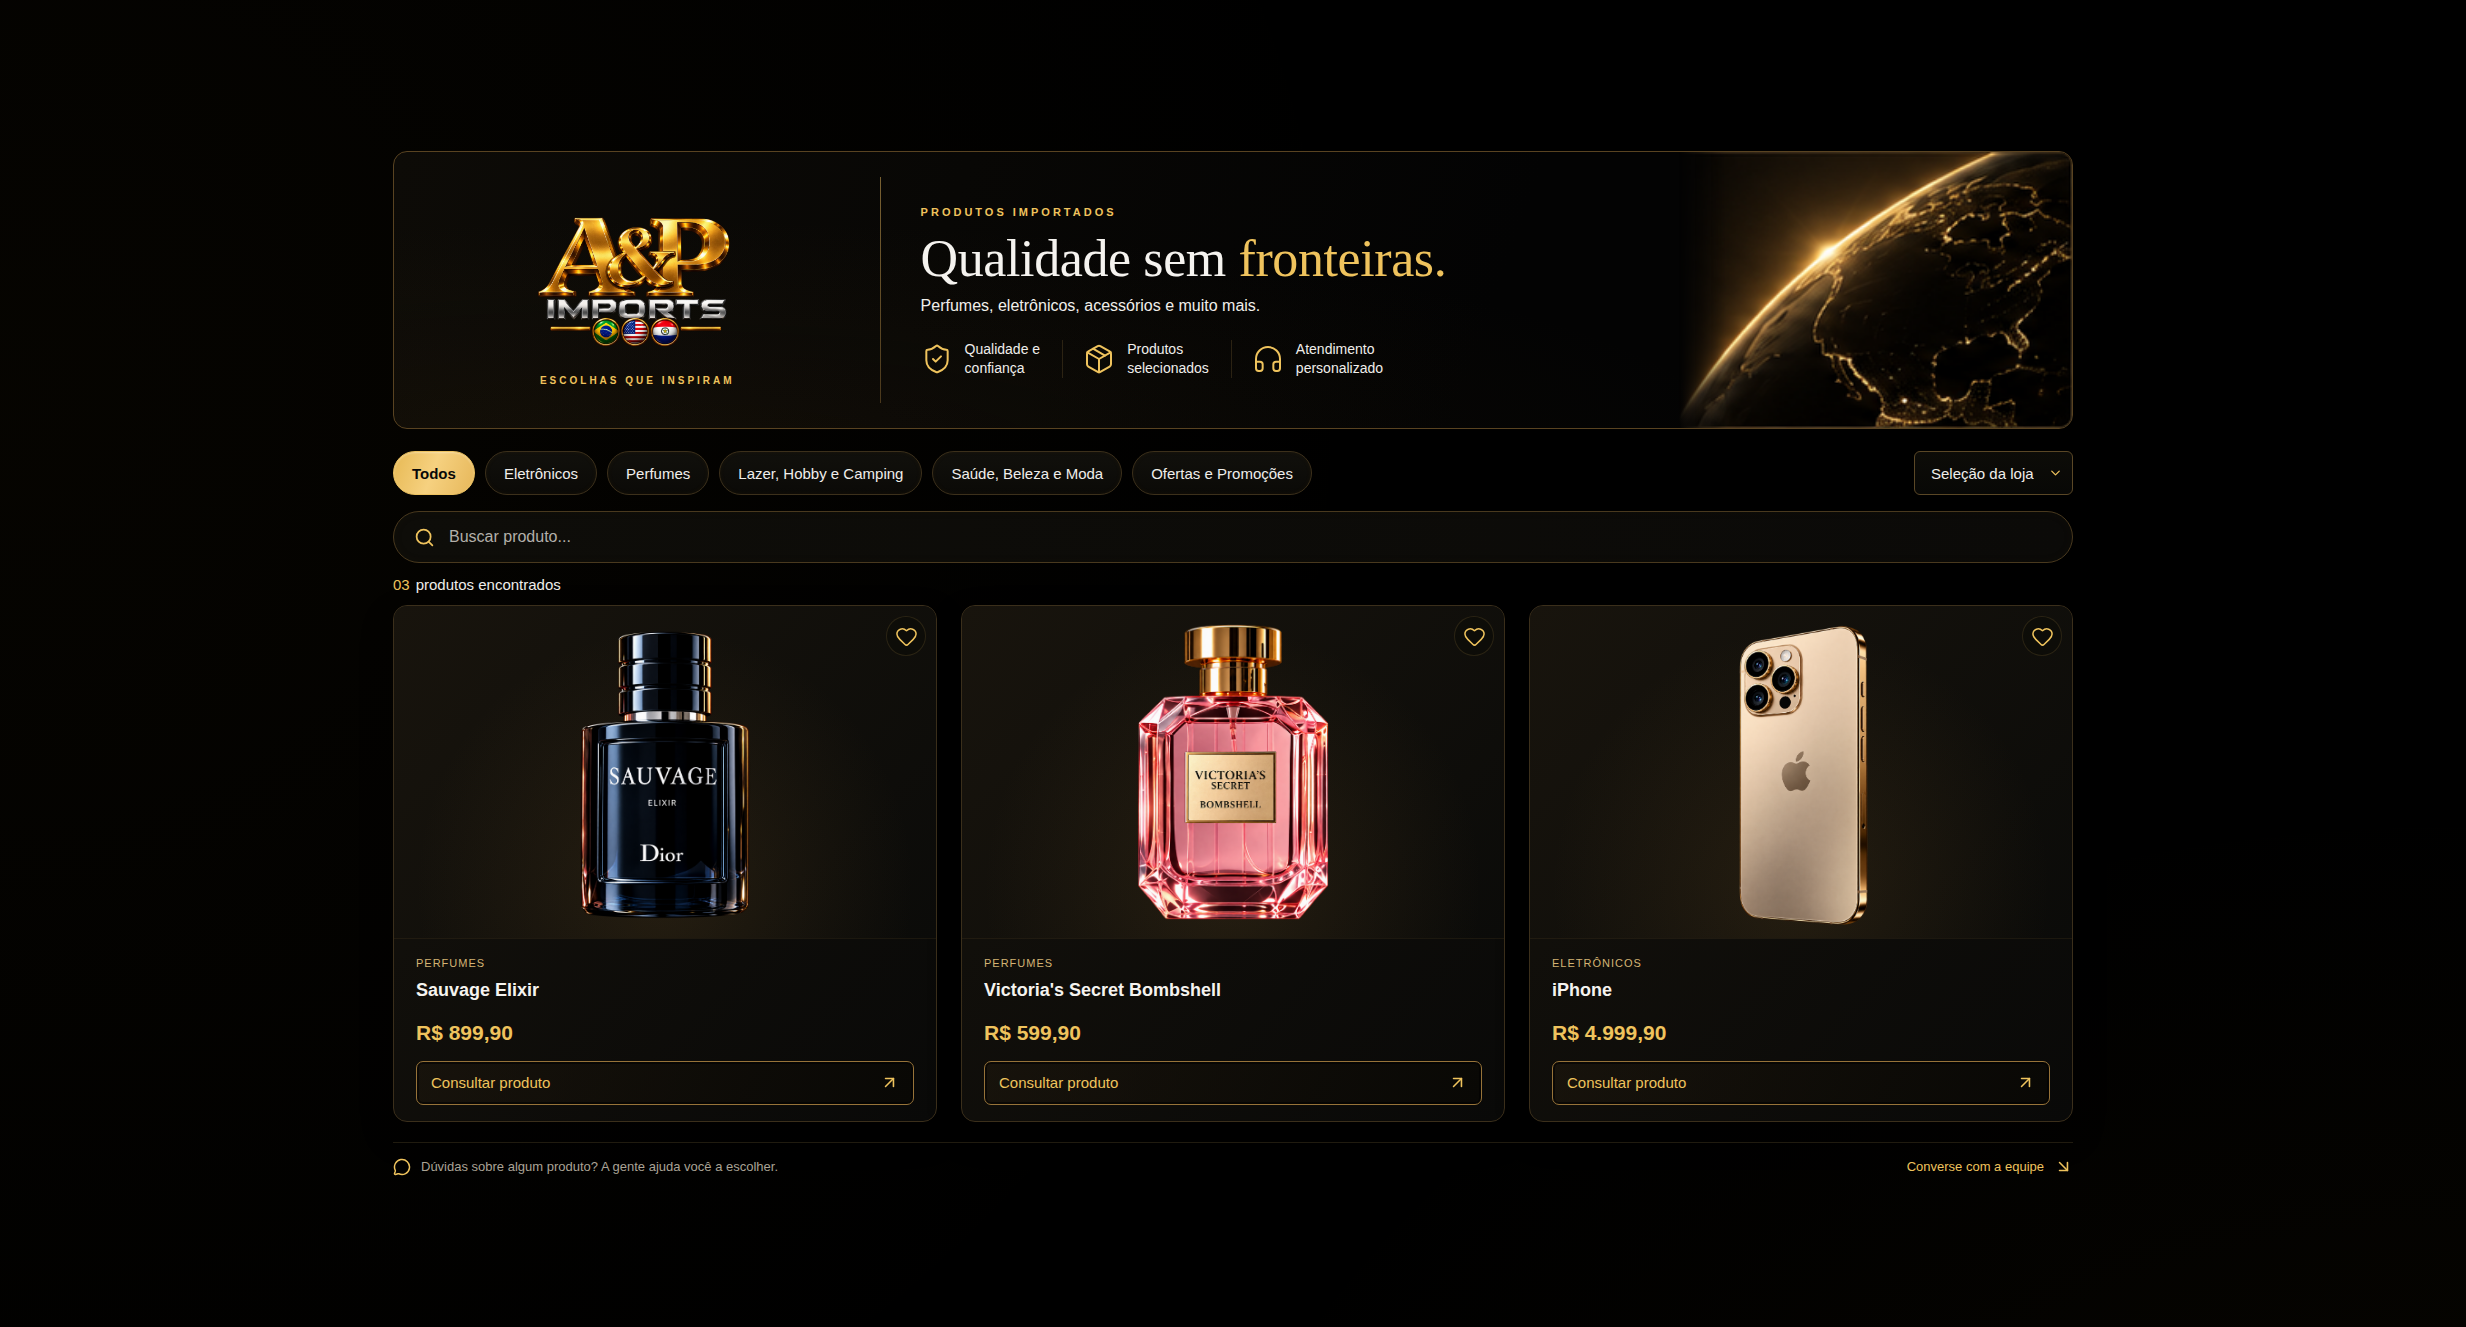 A&P
IMPORTS
ESCOLHAS QUE INSPIRAM
PRODUTOS IMPORTADOS
Qualidade sem fronteiras.
Perfumes, eletrônicos, acessórios e muito mais.
Qualidade e
confiança
Produtos
selecionados
Atendimento
personalizado
Todos
Eletrônicos
Perfumes
Lazer, Hobby e Camping
Saúde, Beleza e Moda
Ofertas e Promoções
Seleção da loja
Buscar produto...
03 produtos encontrados
SAUVAGE
ELIXIR
Dior
PERFUMES
Sauvage Elixir
R$ 899,90
Consultar produto
VICTORIA'S
SECRET
BOMBSHELL
PERFUMES
Victoria's Secret Bombshell
R$ 599,90
Consultar produto
ELETRÔNICOS
iPhone
R$ 4.999,90
Consultar produto
Dúvidas sobre algum produto? A gente ajuda você a escolher.
Converse com a equipe